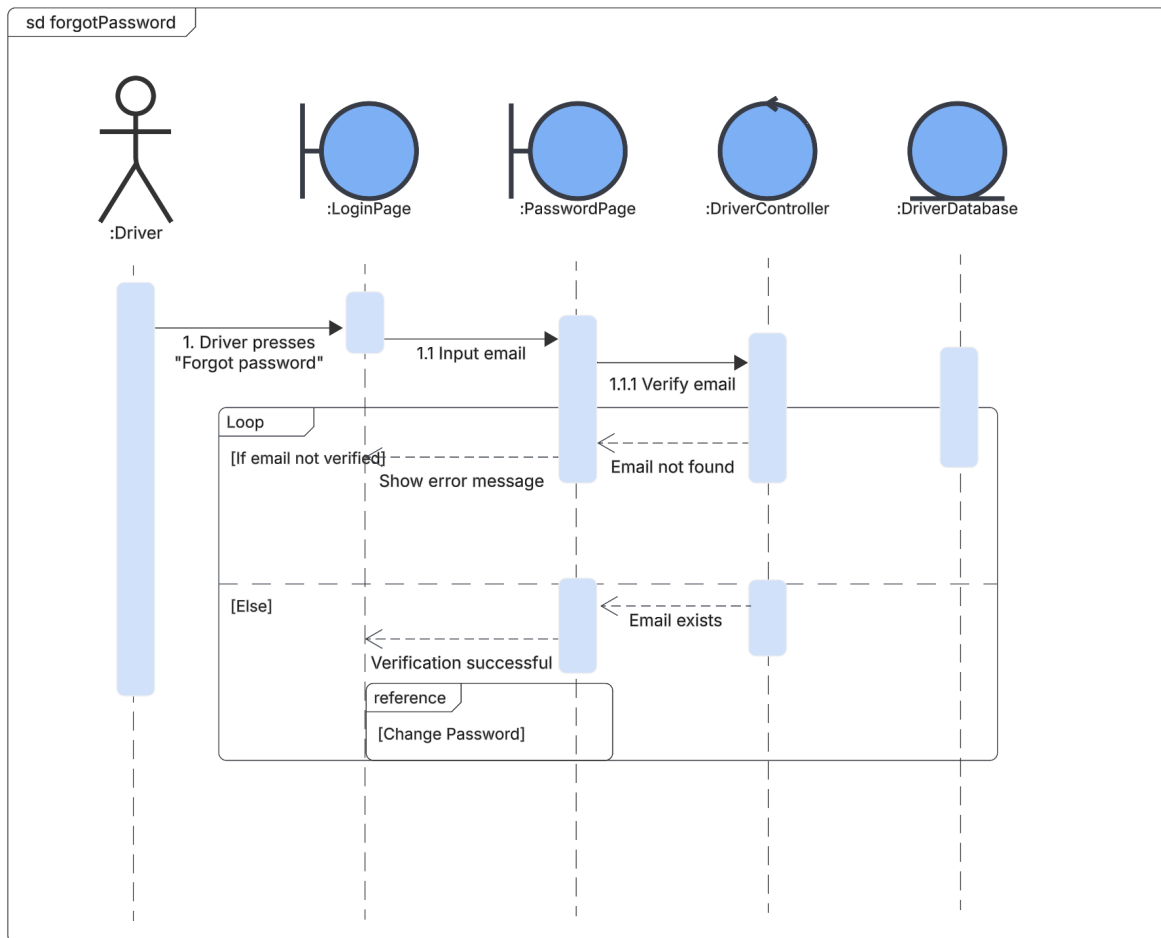 sd forgotPassword
:Driver
:LoginPage
:PasswordPage
:DriverController
:DriverDatabase
1. Driver presses
"Forgot password"
1.1 Input email
1.1.1 Verify email
Loop
[If email not verified]
Email not found
Show error message
[Else]
Email exists
Verification successful
reference
[Change Password]